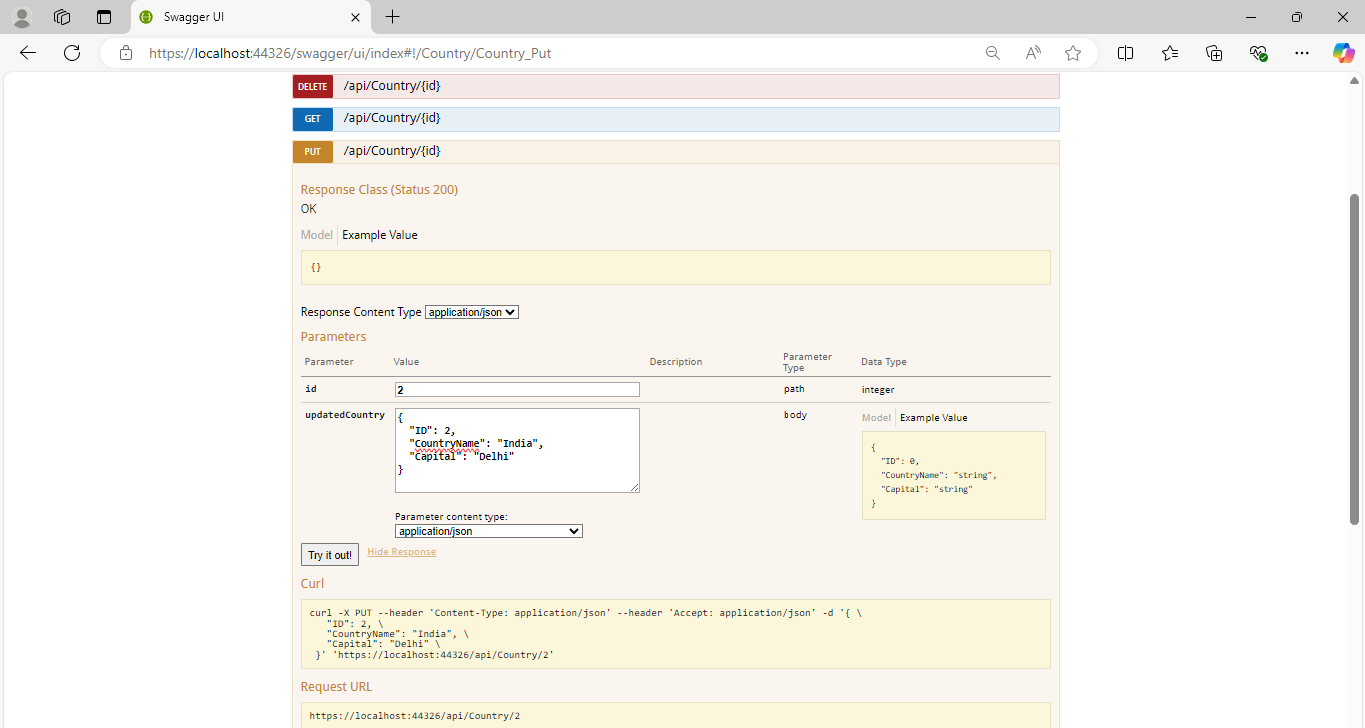 Swagger UI
https://localhost:44326/swagger/ui/index#!/Country/Country_Put
DELETE /api/Country/{id}
GET /api/Country/{id}
PUT /api/Country/{id}
Response Class (Status 200)
OK
Model Example Value
{}
Response Content Type application/json
Parameters
Parameter Value Description Parameter Type Data Type
id 2 path integer
updatedCountry
{
"ID": 2,
"CountryName": "India",
"Capital": "Delhi"
}
body
Model Example Value
{
"ID": 0,
"CountryName": "string",
"Capital": "string"
}
Parameter content type:
application/json
Try it out! Hide Response
Curl
curl -X PUT --header 'Content-Type: application/json' --header 'Accept: application/json' -d '{ \
"ID": 2, \
"CountryName": "India", \
"Capital": "Delhi" \
}' 'https://localhost:44326/api/Country/2'
Request URL
https://localhost:44326/api/Country/2